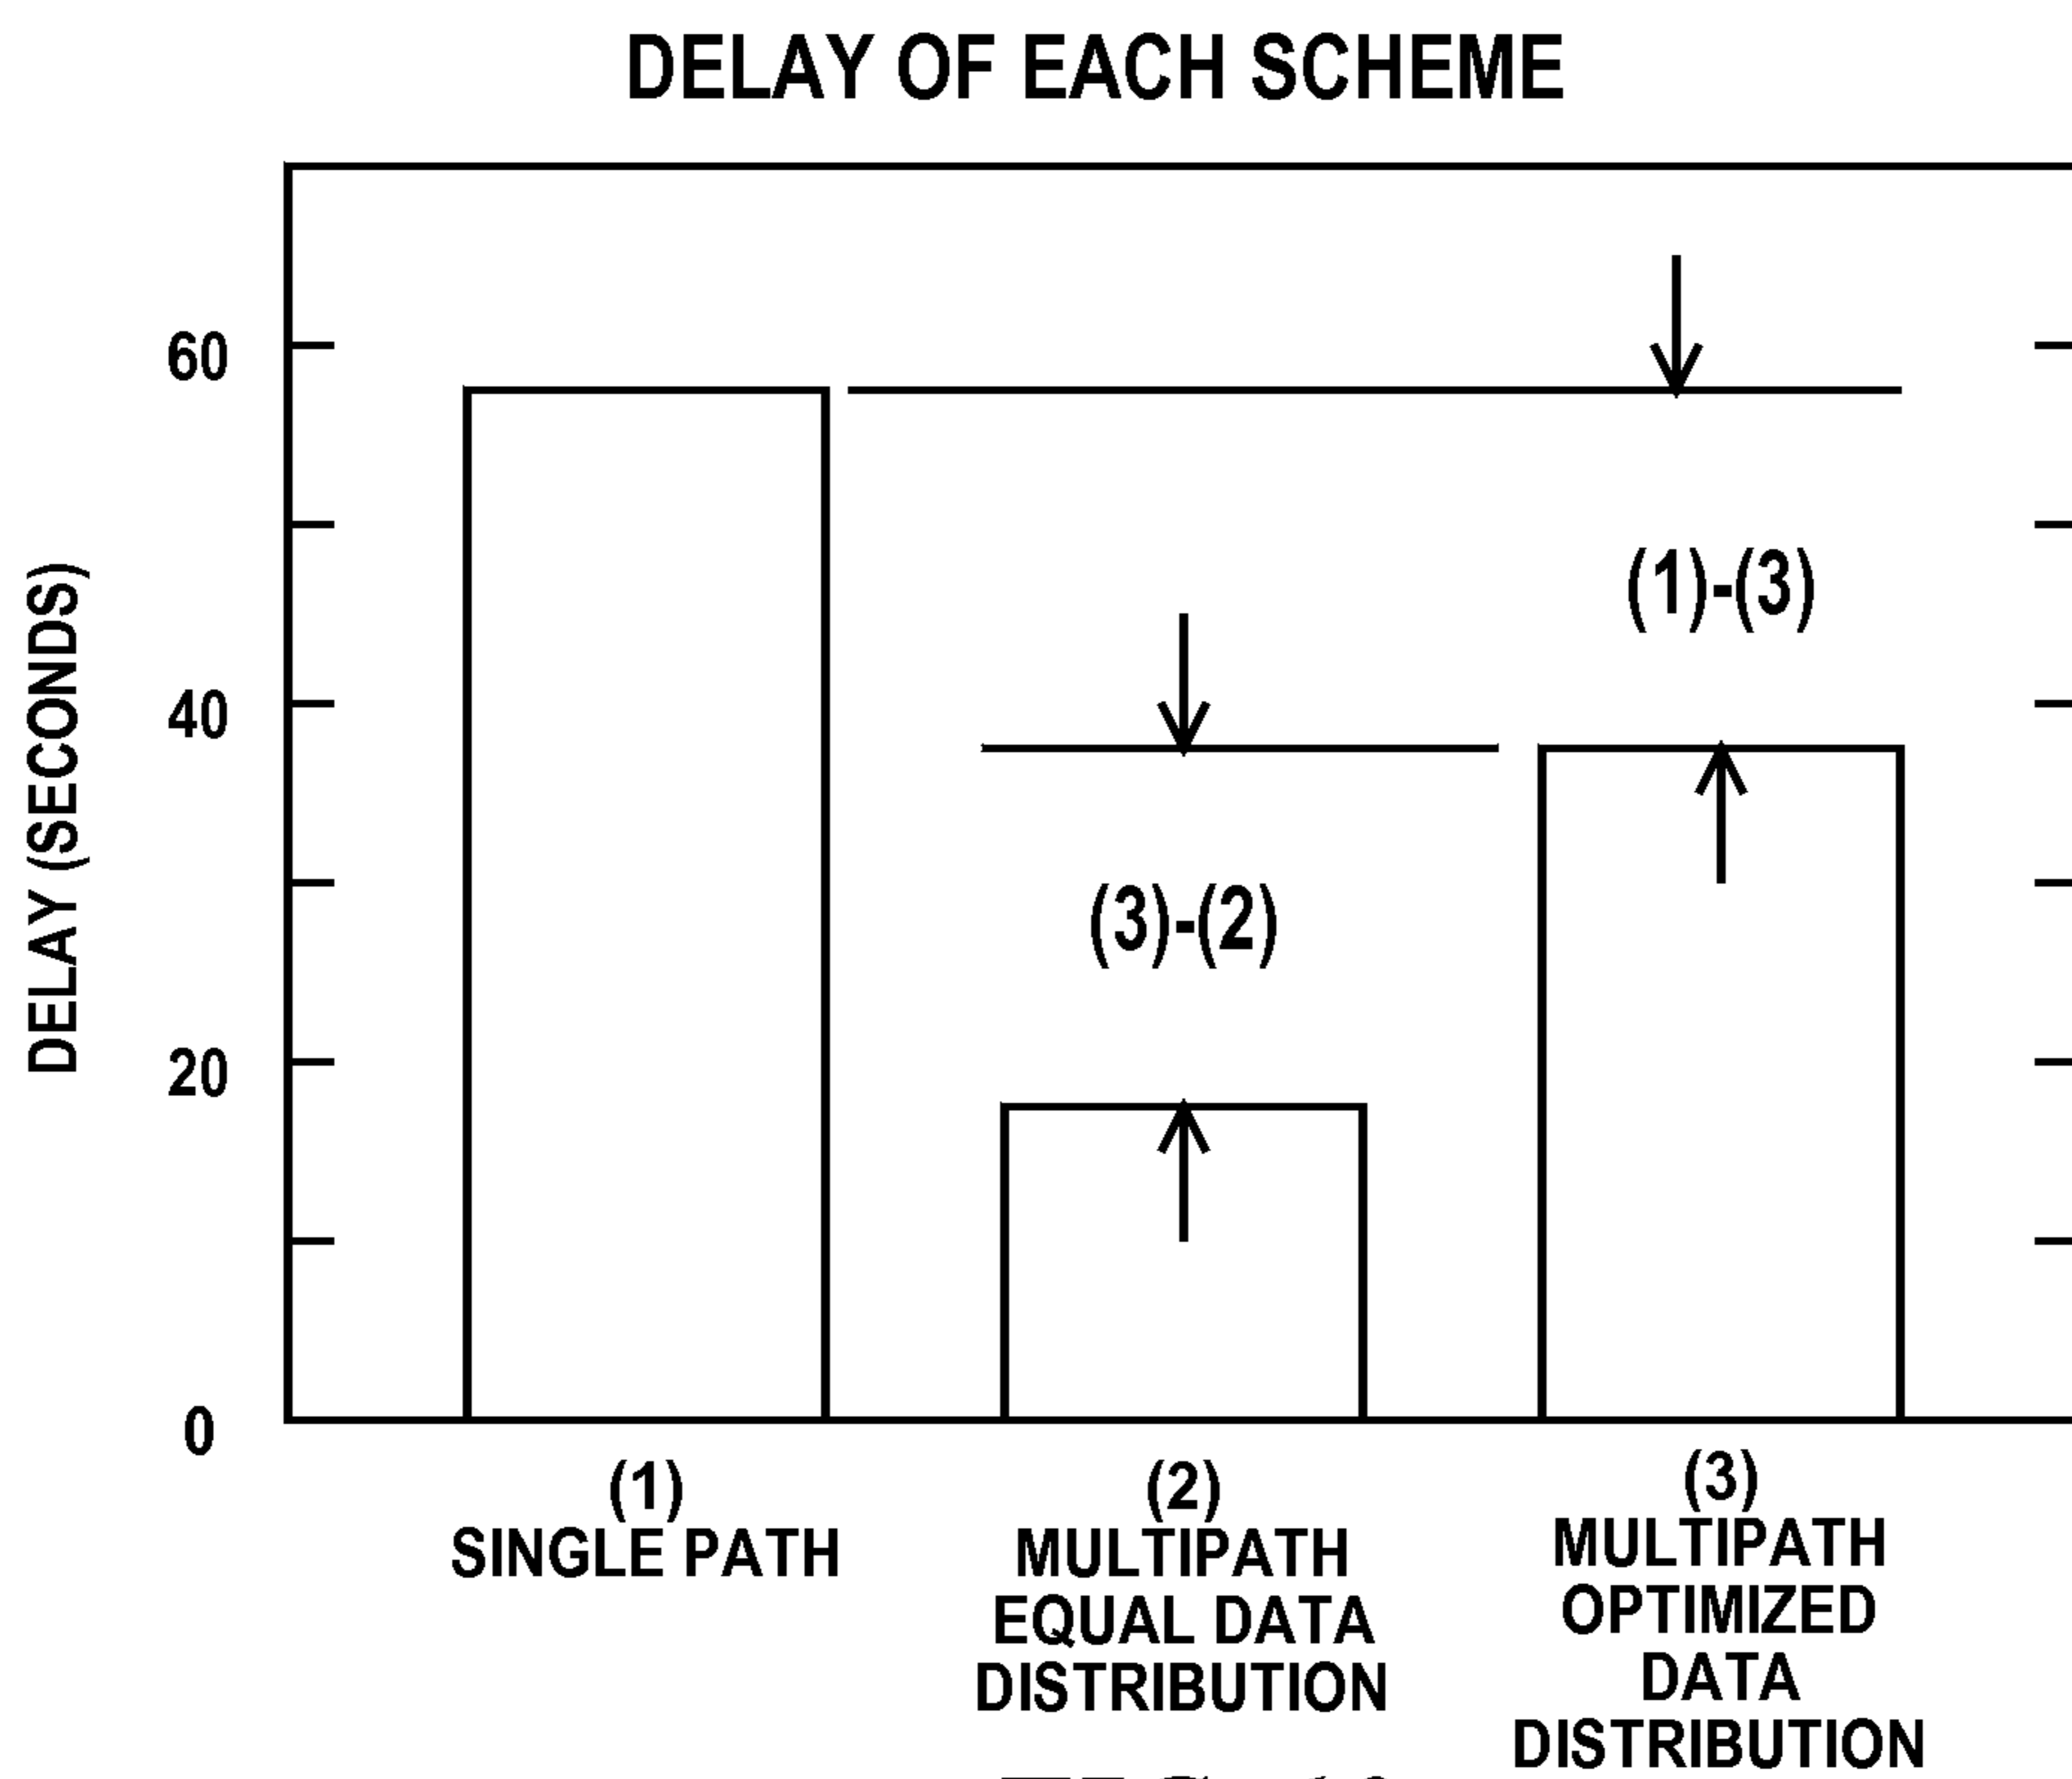 DELAY OF EACH SCHEME
DELAY (SECONDS)
60
40
20
0
(1)-(3)
(3)-(2)
(1)
SINGLE PATH
(2)
MULTIPATH
EQUAL DATA
DISTRIBUTION
(3)
MULTIPATH
OPTIMIZED
DATA
DISTRIBUTION